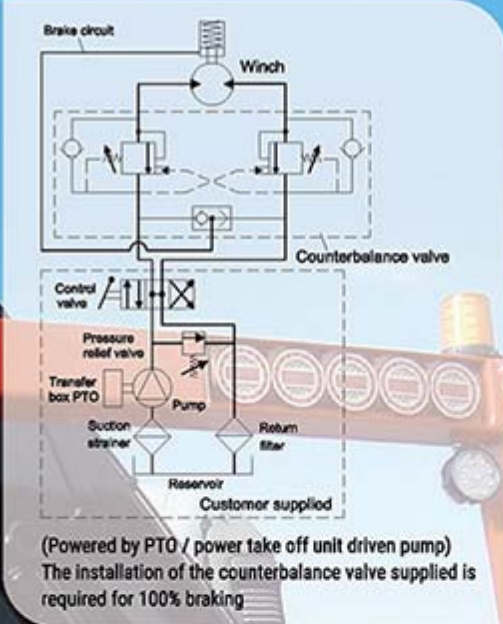 Brake circuit
Winch
Counterbalance valve
Control
valve
Pressure
relief valve
Transfer
box PTO
Pump
Suction
strainer
Return
filter
Reservoir
Customer supplied
(Powered by PTO / power take off unit driven pump)
The installation of the counterbalance valve supplied is
required for 100% braking